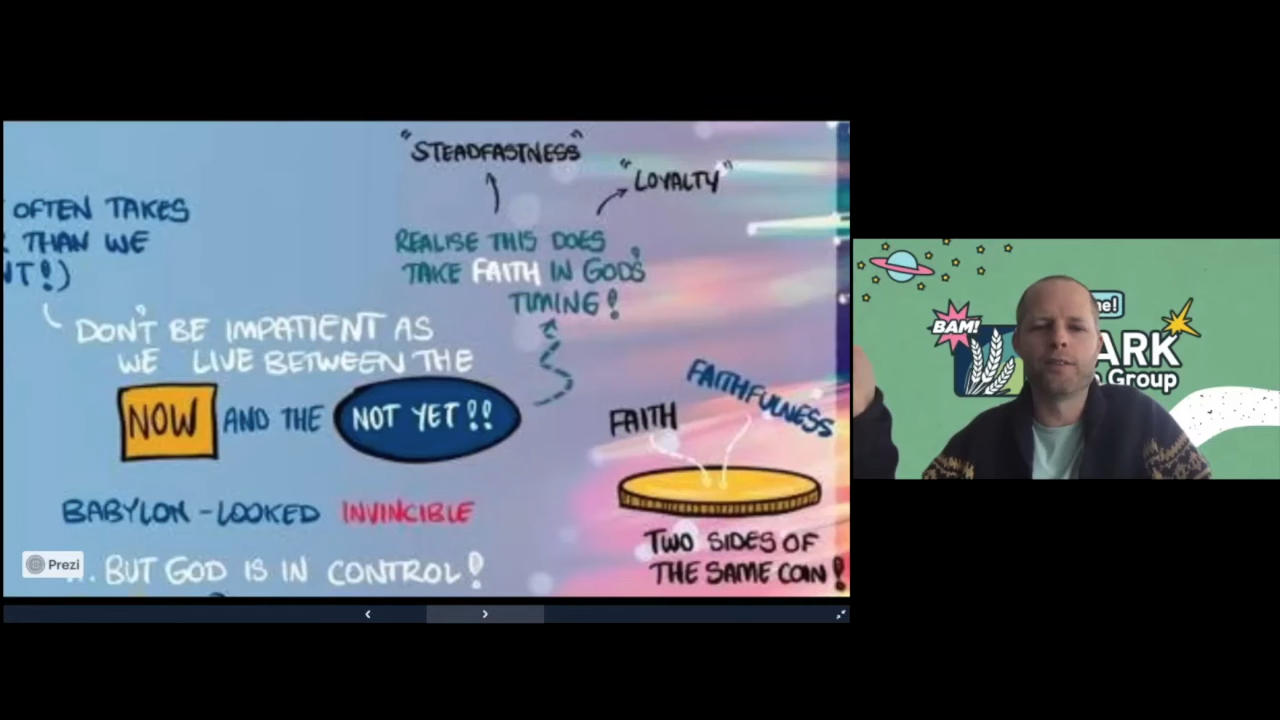 "STEADFASTNESS"
"LOYALTY"
OFTEN TAKES
THAN WE
NT!)
REALISE THIS DOES
TAKE FAITH IN GOD'S
TIMING!
DON'T BE IMPATIENT AS
WE LIVE BETWEEN THE
NOW AND THE NOT YET!!
FAITH
FAITHFULNESS
BABYLON - LOOKED INVINCIBLE
.. BUT GOD IS IN CONTROL!
TWO SIDES OF
THE SAME COIN!
Prezi
BAM!
ne!
ARK
Group